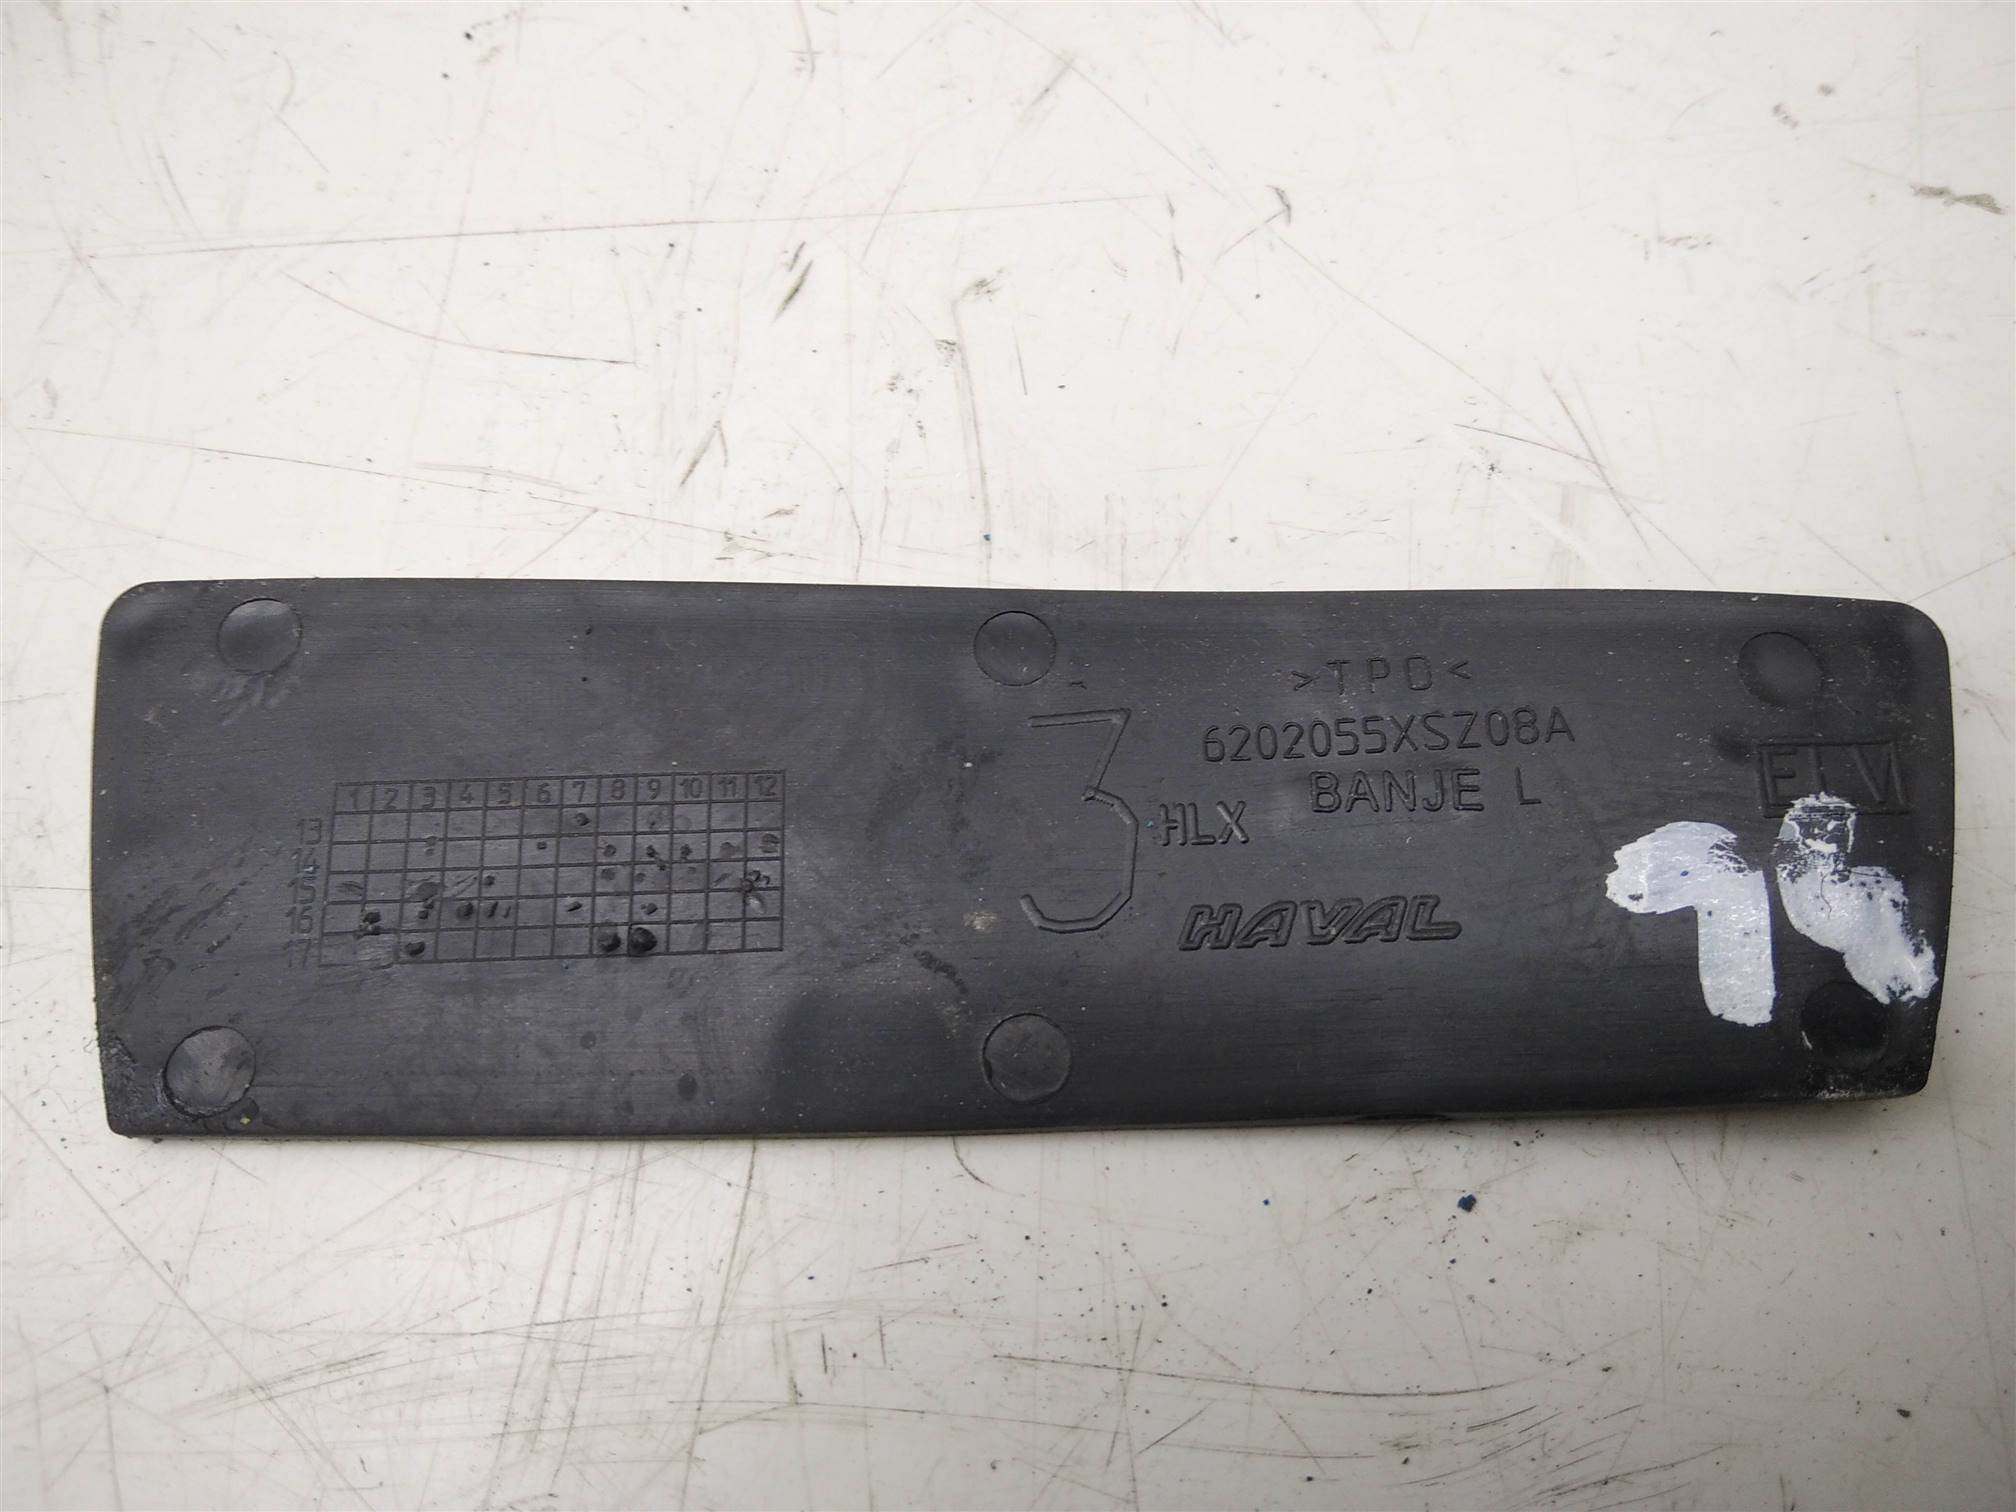 >TPO<
6202055XSZ08A
BANJE L
3
HLX
HAVAL
ELV
1 2 3 4 5 6 7 8 9 10 11 12
13
14
15
16
17